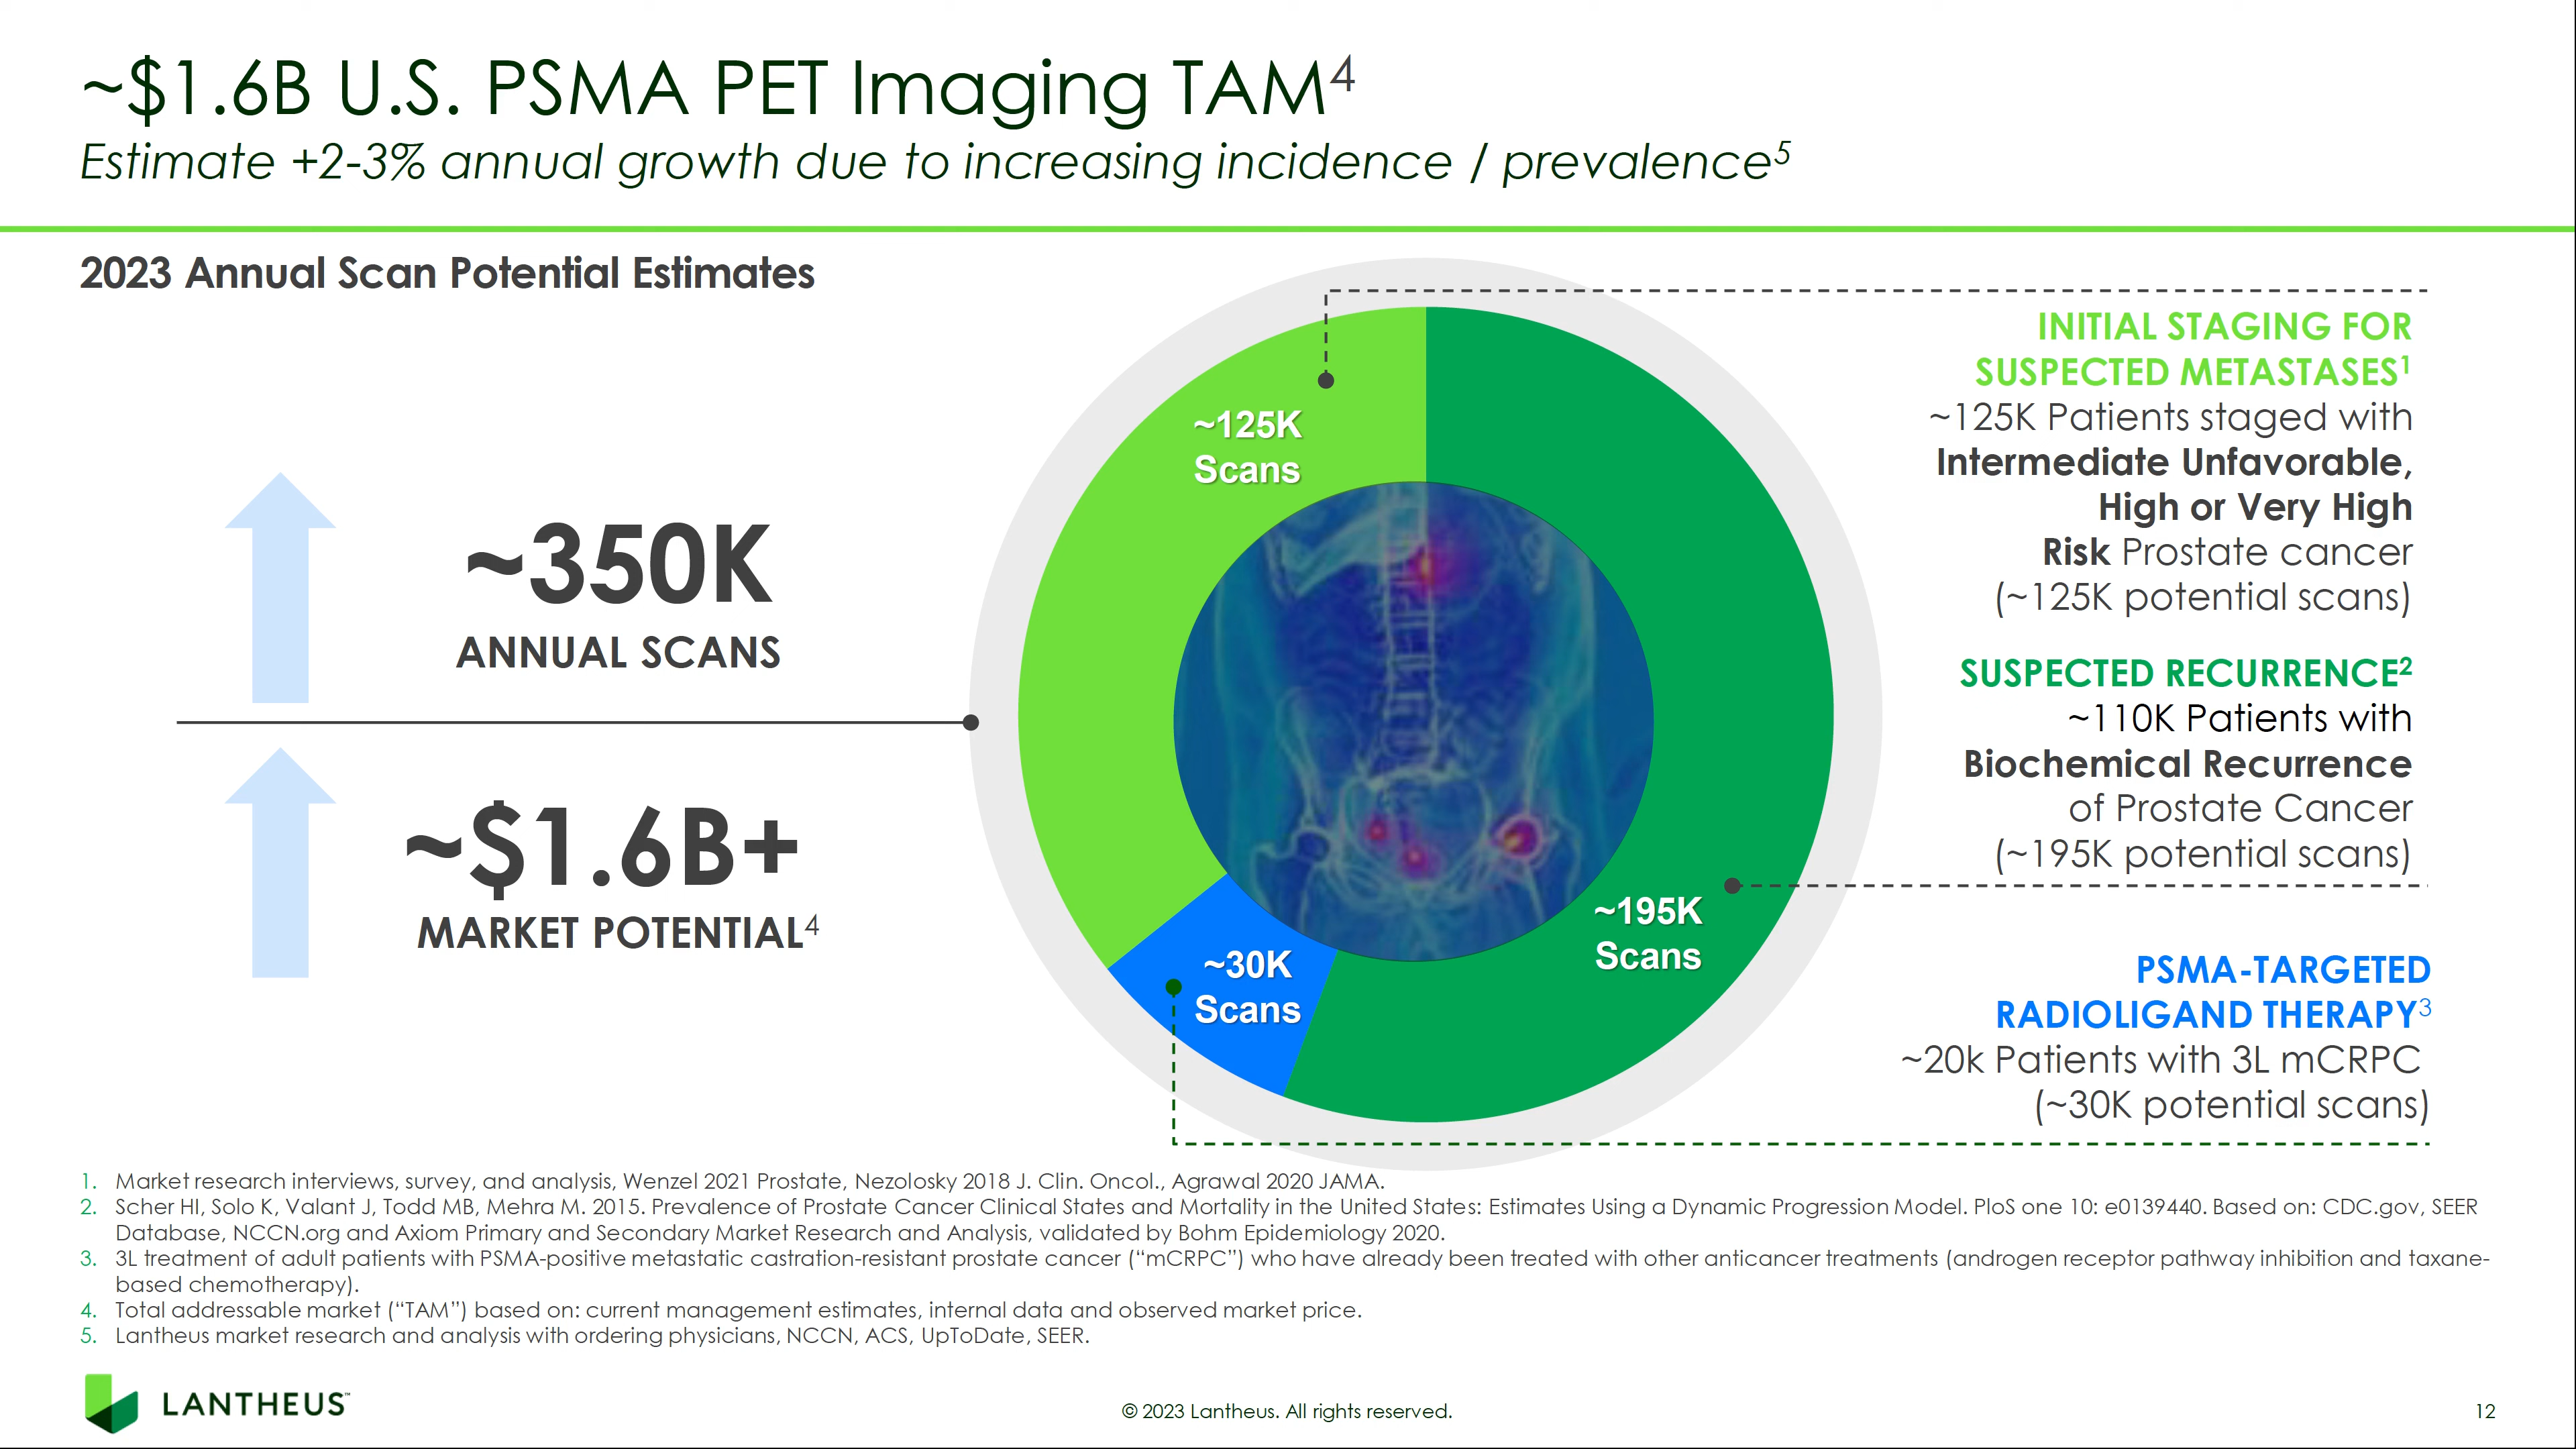 ~$1.6B U.S. PSMA PET Imaging TAM4
Estimate +2-3% annual growth due to increasing incidence / prevalence5
2023 Annual Scan Potential Estimates
~350K
ANNUAL SCANS
~$1.6B+
MARKET POTENTIAL4
~125K
Scans
~195K
Scans
~30K
Scans
INITIAL STAGING FOR
SUSPECTED METASTASES1
~125K Patients staged with
Intermediate Unfavorable,
High or Very High
Risk Prostate cancer
(~125K potential scans)
SUSPECTED RECURRENCE2
~110K Patients with
Biochemical Recurrence
of Prostate Cancer
(~195K potential scans)
PSMA-TARGETED
RADIOLIGAND THERAPY3
~20k Patients with 3L mCRPC
(~30K potential scans)
1. Market research interviews, survey, and analysis, Wenzel 2021 Prostate, Nezolosky 2018 J. Clin. Oncol., Agrawal 2020 JAMA.
2. Scher HI, Solo K, Valant J, Todd MB, Mehra M. 2015. Prevalence of Prostate Cancer Clinical States and Mortality in the United States: Estimates Using a Dynamic Progression Model. PloS one 10: e0139440. Based on: CDC.gov, SEER
Database, NCCN.org and Axiom Primary and Secondary Market Research and Analysis, validated by Bohm Epidemiology 2020.
3. 3L treatment of adult patients with PSMA-positive metastatic castration-resistant prostate cancer (“mCRPC”) who have already been treated with other anticancer treatments (androgen receptor pathway inhibition and taxane-
based chemotherapy).
4. Total addressable market (“TAM”) based on: current management estimates, internal data and observed market price.
5. Lantheus market research and analysis with ordering physicians, NCCN, ACS, UpToDate, SEER.
LANTHEUS™
© 2023 Lantheus. All rights reserved.
12